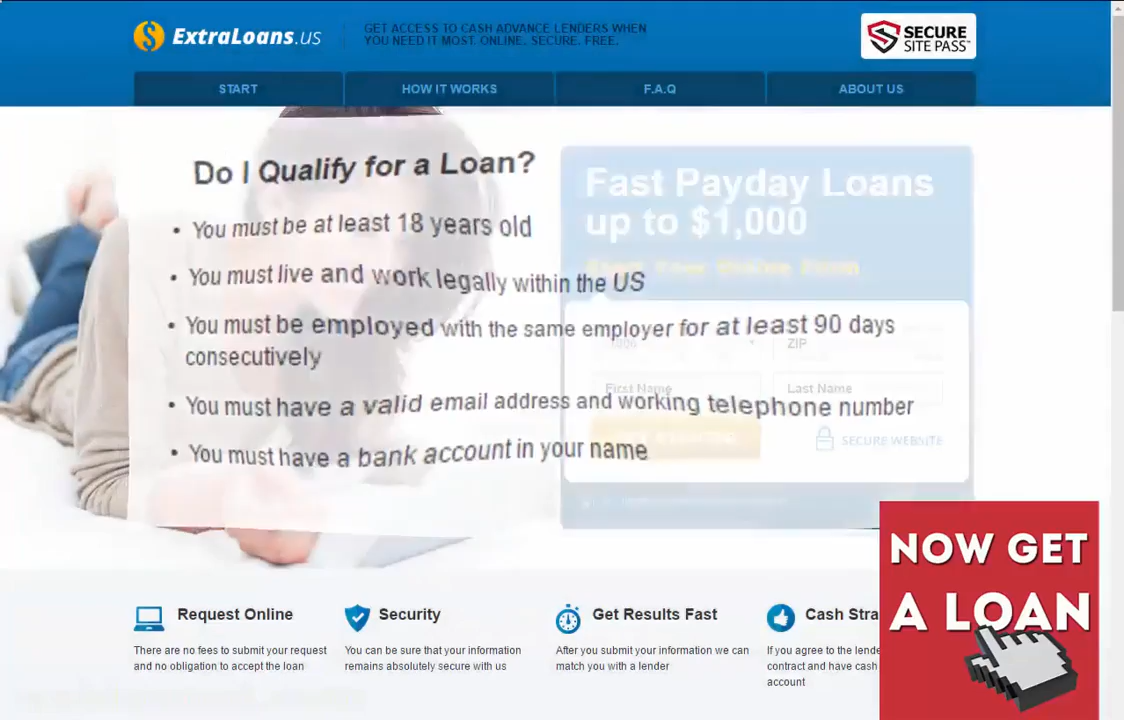 ExtraLoans.us
GET ACCESS TO CASH ADVANCE LENDERS WHEN
YOU NEED IT MOST. ONLINE. SECURE. FREE.
SECURE
SITE PASS™
START
HOW IT WORKS
F.A.Q
ABOUT US
Do I Qualify for a Loan?
• You must be at least 18 years old
• You must live and work legally within the US
• You must be employed with the same employer for at least 90 days
consecutively
• You must have a valid email address and working telephone number
• You must have a bank account in your name
Fast Payday Loans
up to $1,000
ZIP
First Name
Last Name
SECURE WEBSITE
NOW GET
A LOAN
Request Online
There are no fees to submit your request
and no obligation to accept the loan
Security
You can be sure that your information
remains absolutely secure with us
Get Results Fast
After you submit your information we can
match you with a lender
Cash
If you agree to the
contract and have cash
account